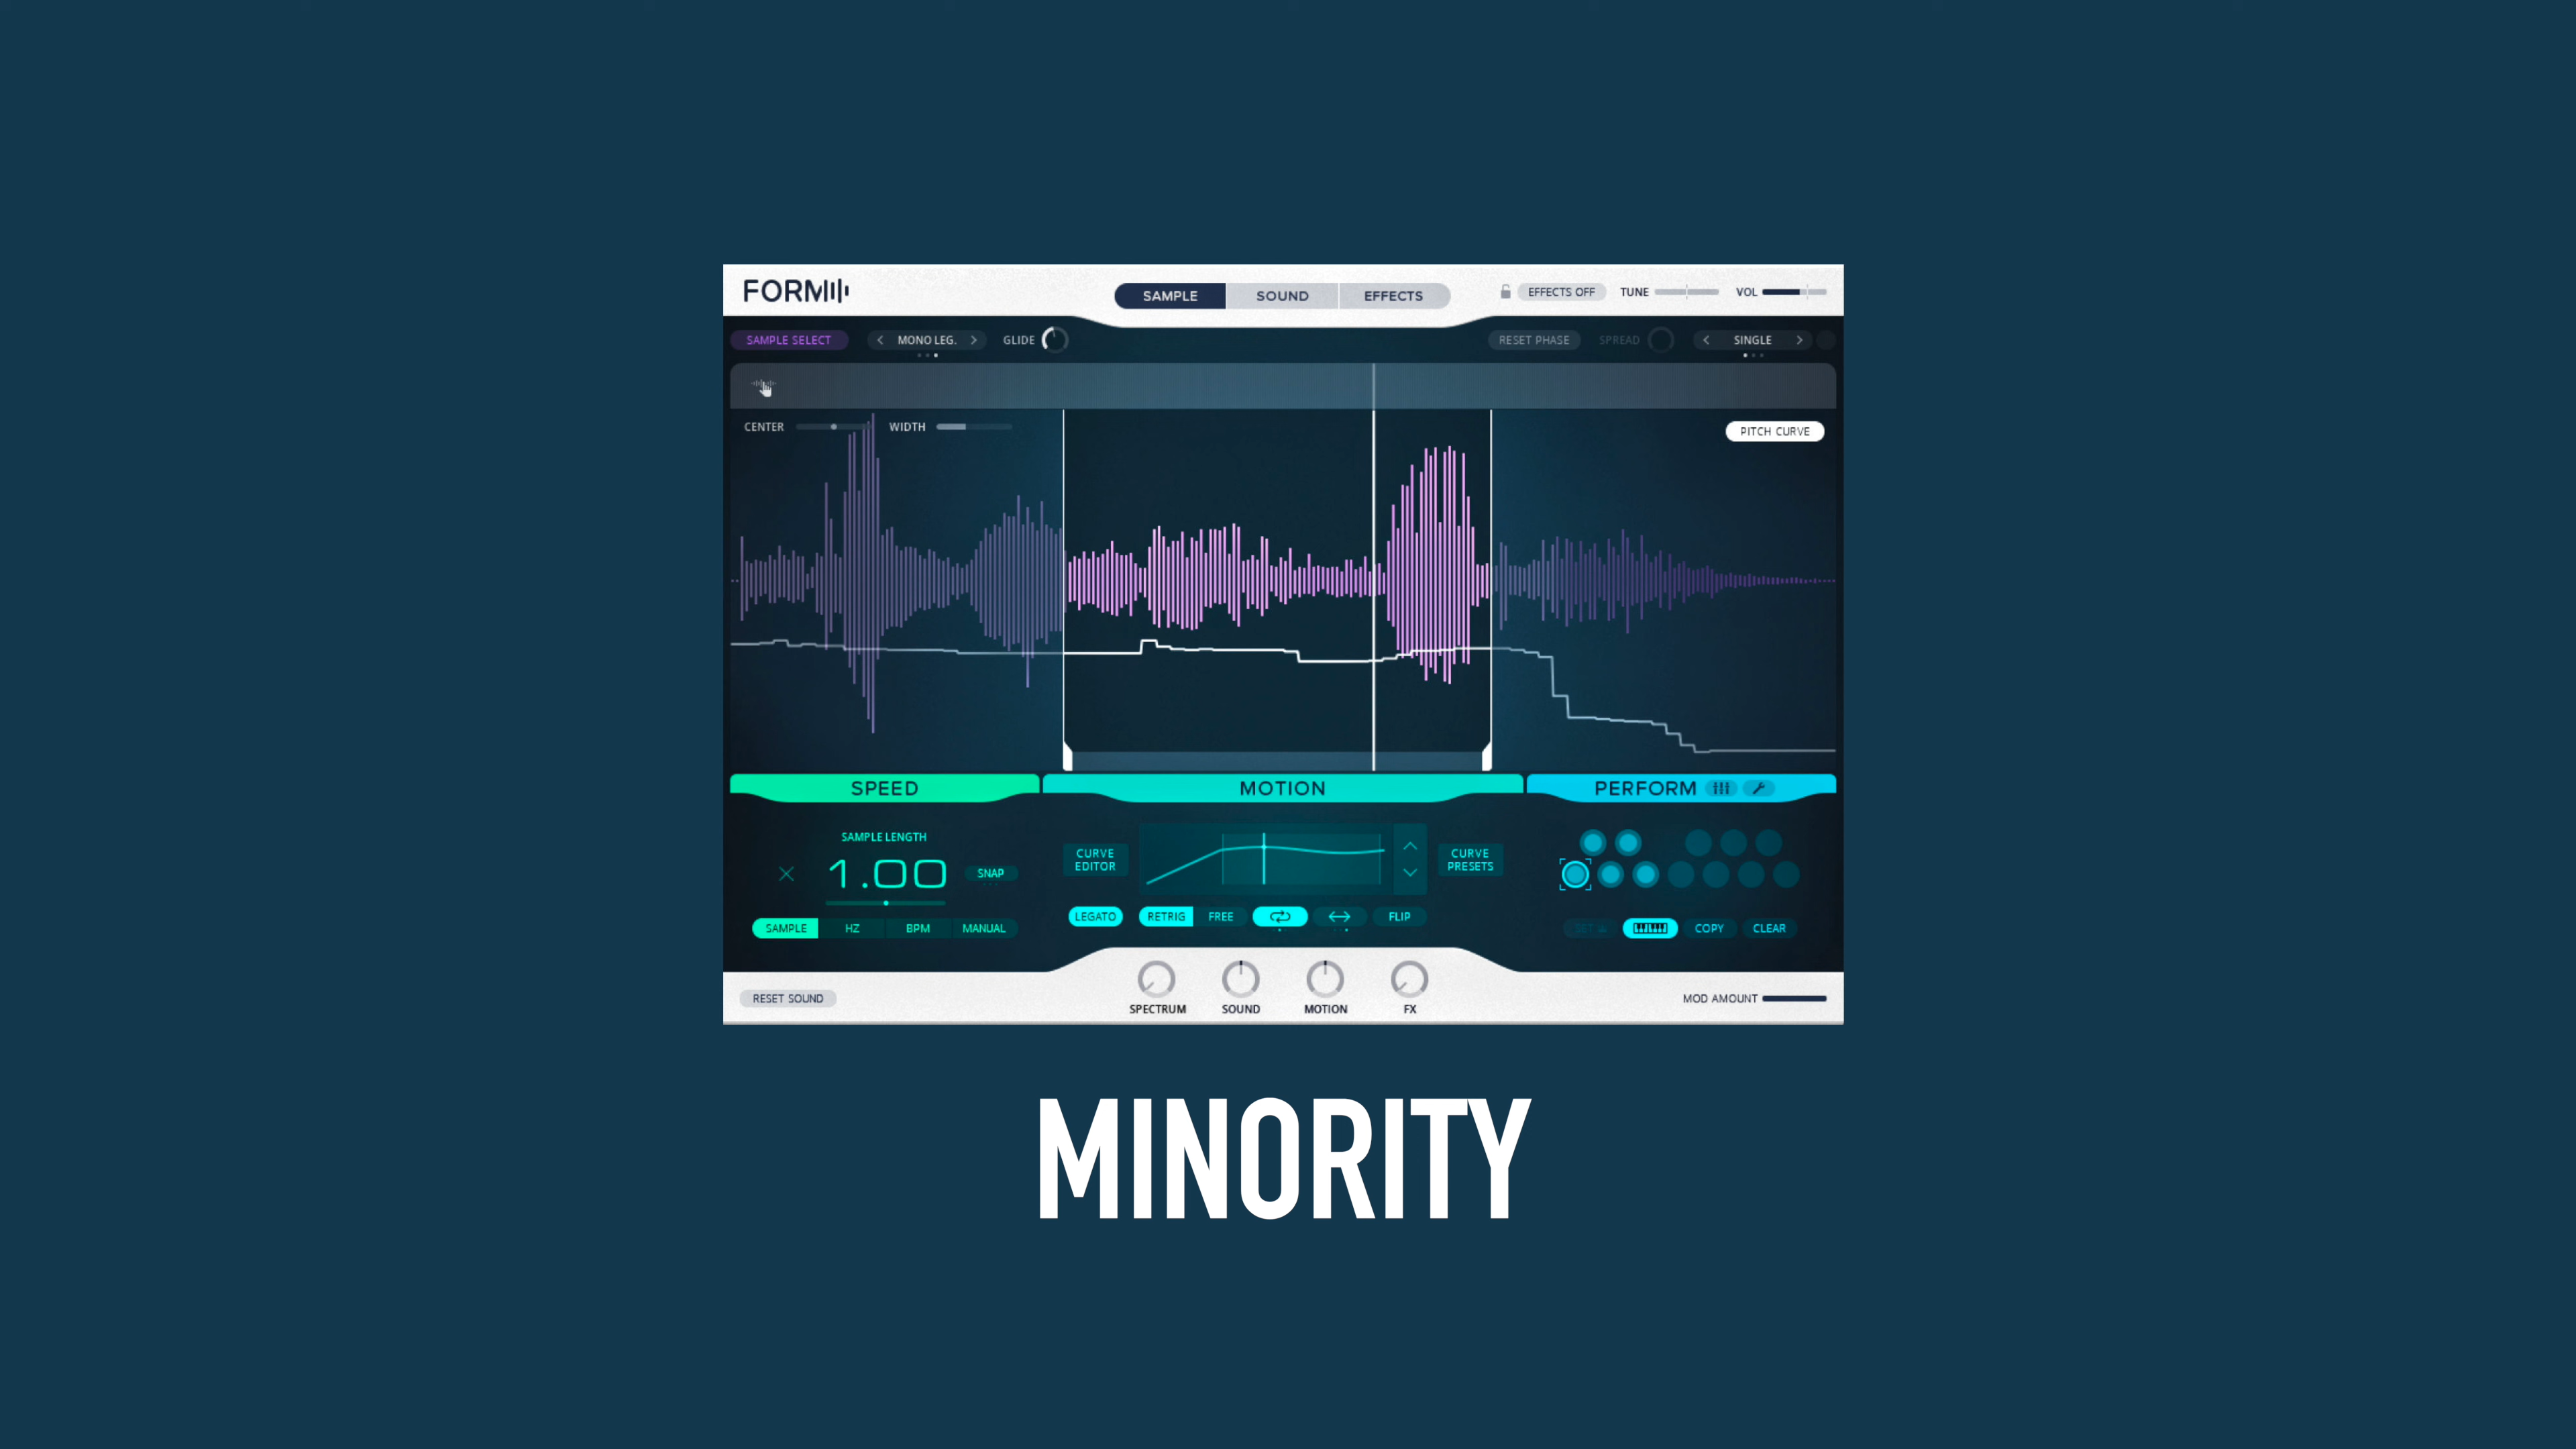 FORM
SAMPLE SOUND EFFECTS
EFFECTS OFF TUNE VOL
SAMPLE SELECT MONO LEG. GLIDE RESET PHASE SPREAD SINGLE
CENTER WIDTH PITCH CURVE
SPEED MOTION PERFORM
SAMPLE LENGTH
1.00
SNAP
SAMPLE HZ BPM MANUAL
CURVE
EDITOR
CURVE
PRESETS
LEGATO RETRIG FREE FLIP
SET COPY CLEAR
RESET SOUND
SPECTRUM SOUND MOTION FX
MOD AMOUNT
MINORITY